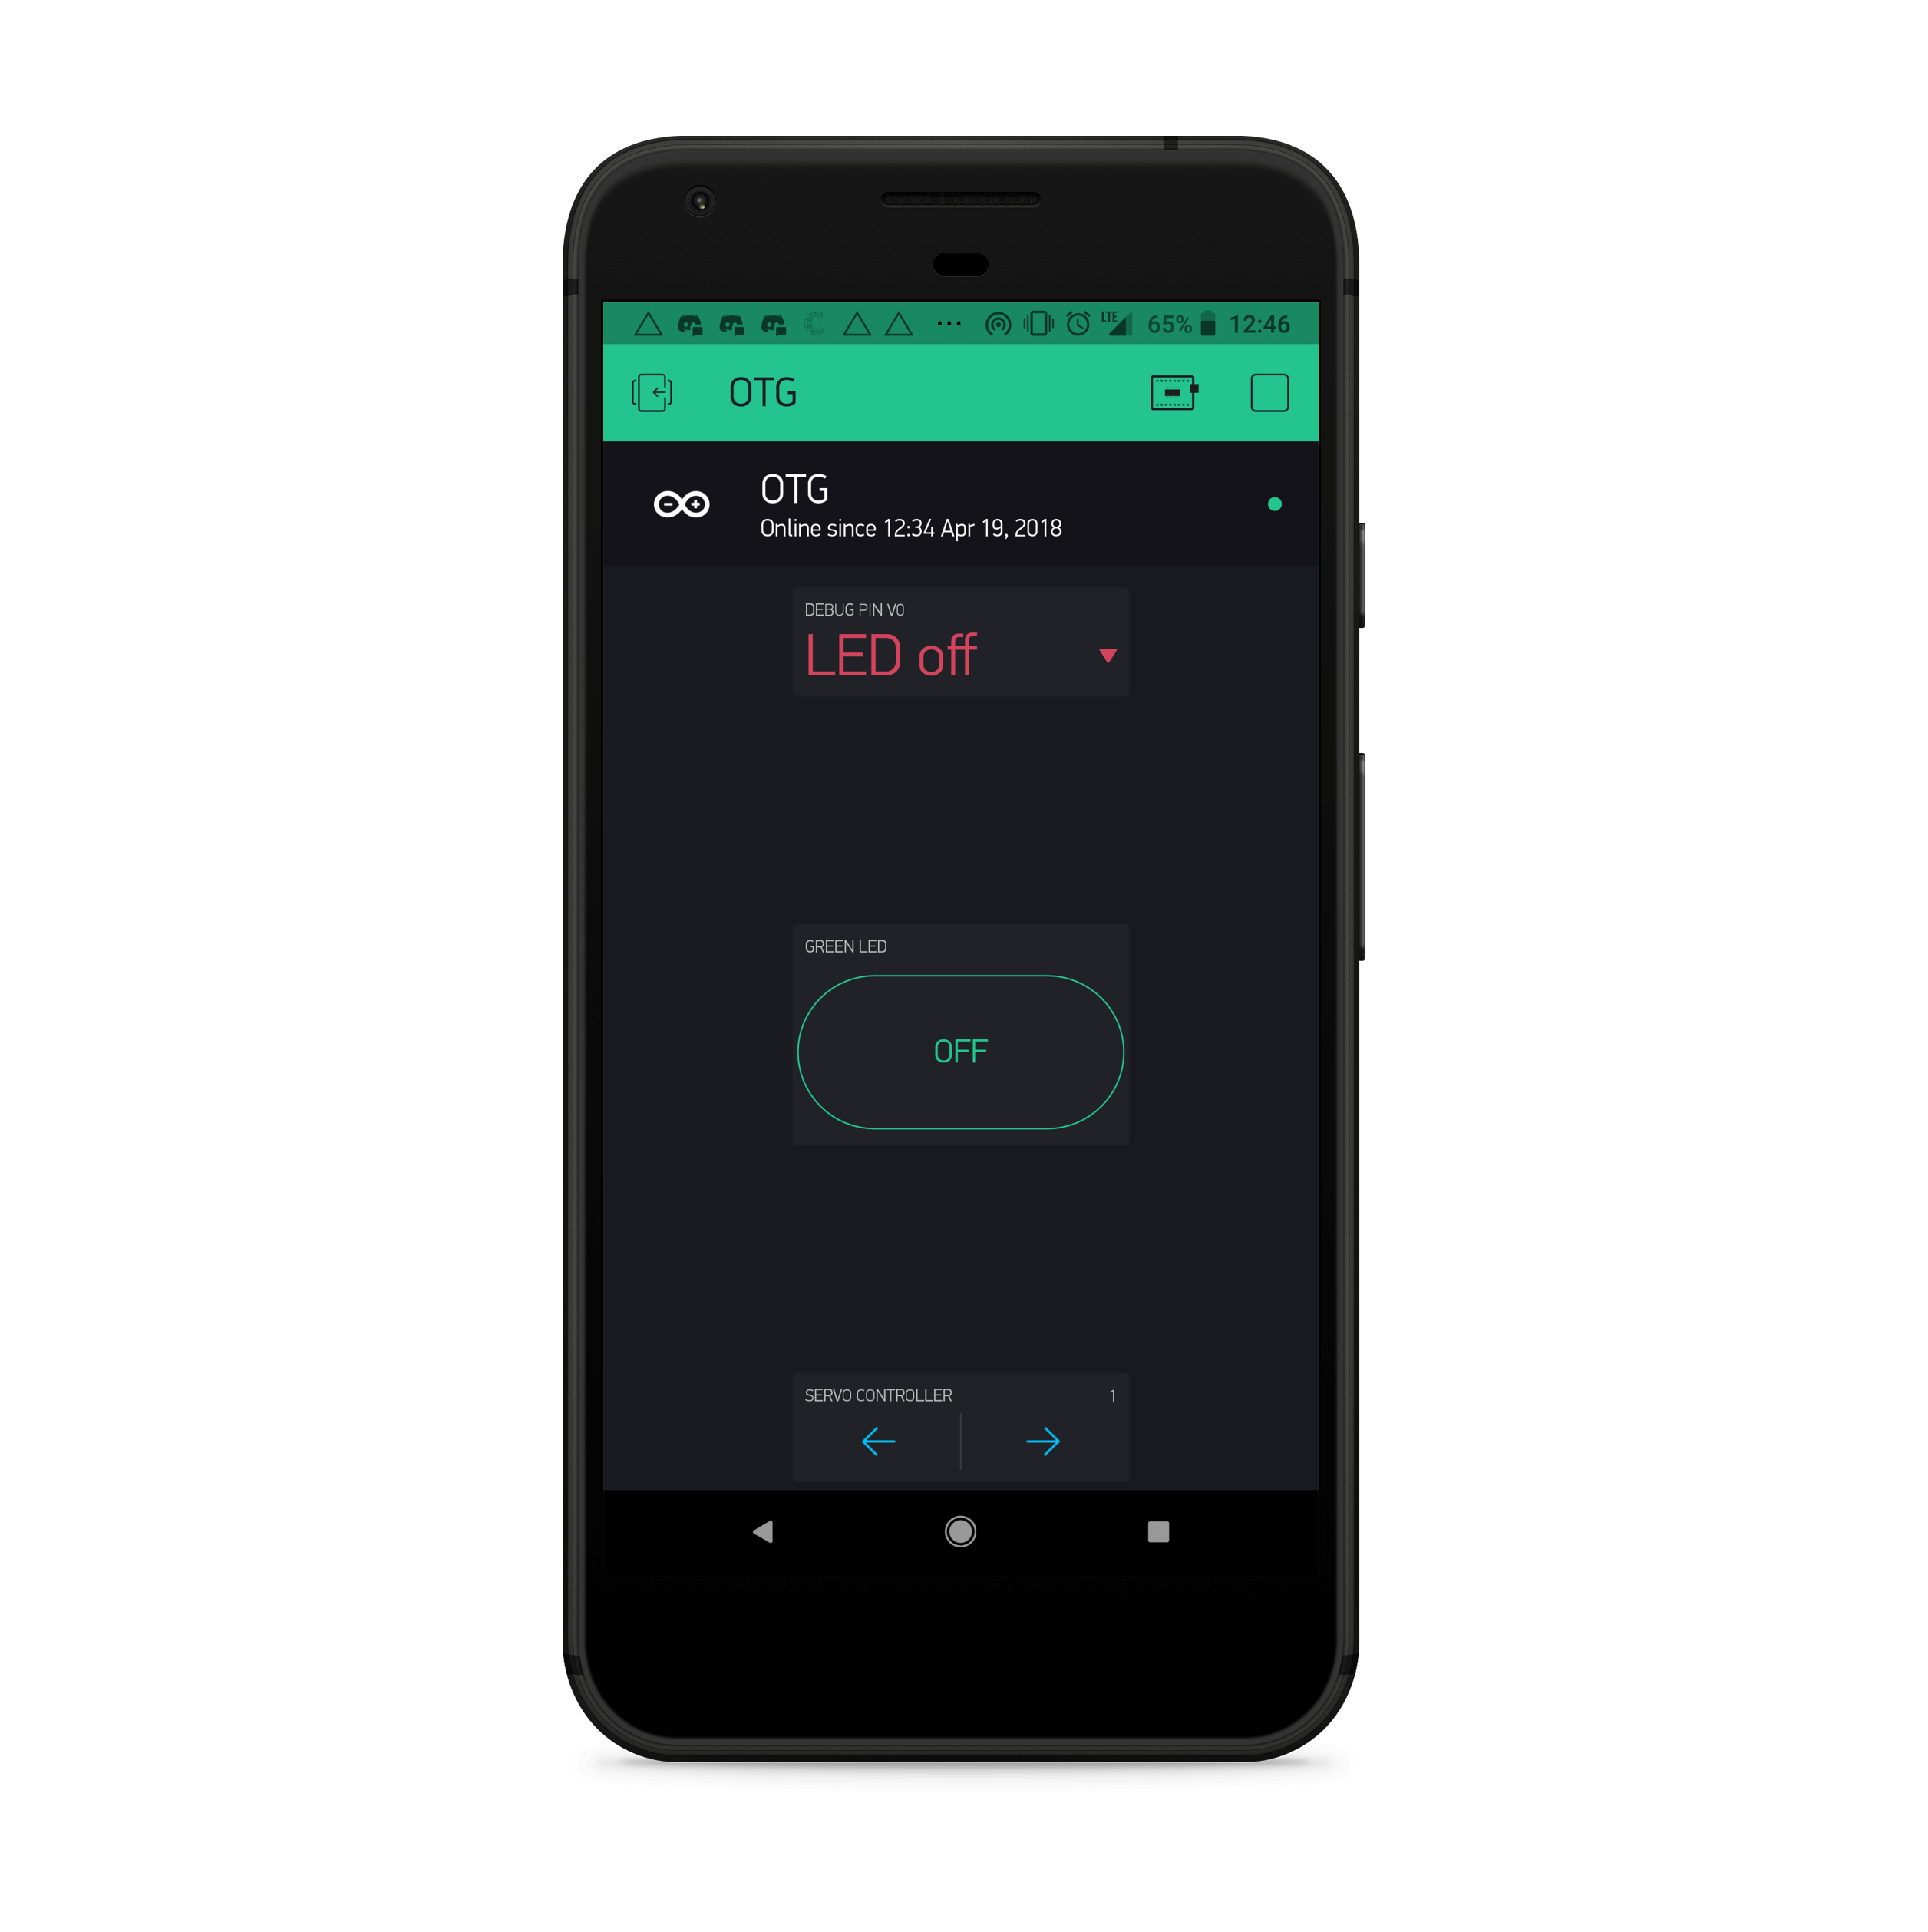 LTE 65% 12:46
OTG
OTG
Online since 12:34 Apr 19, 2018
DEBUG PIN V0
LED off
GREEN LED
OFF
SERVO CONTROLLER 1